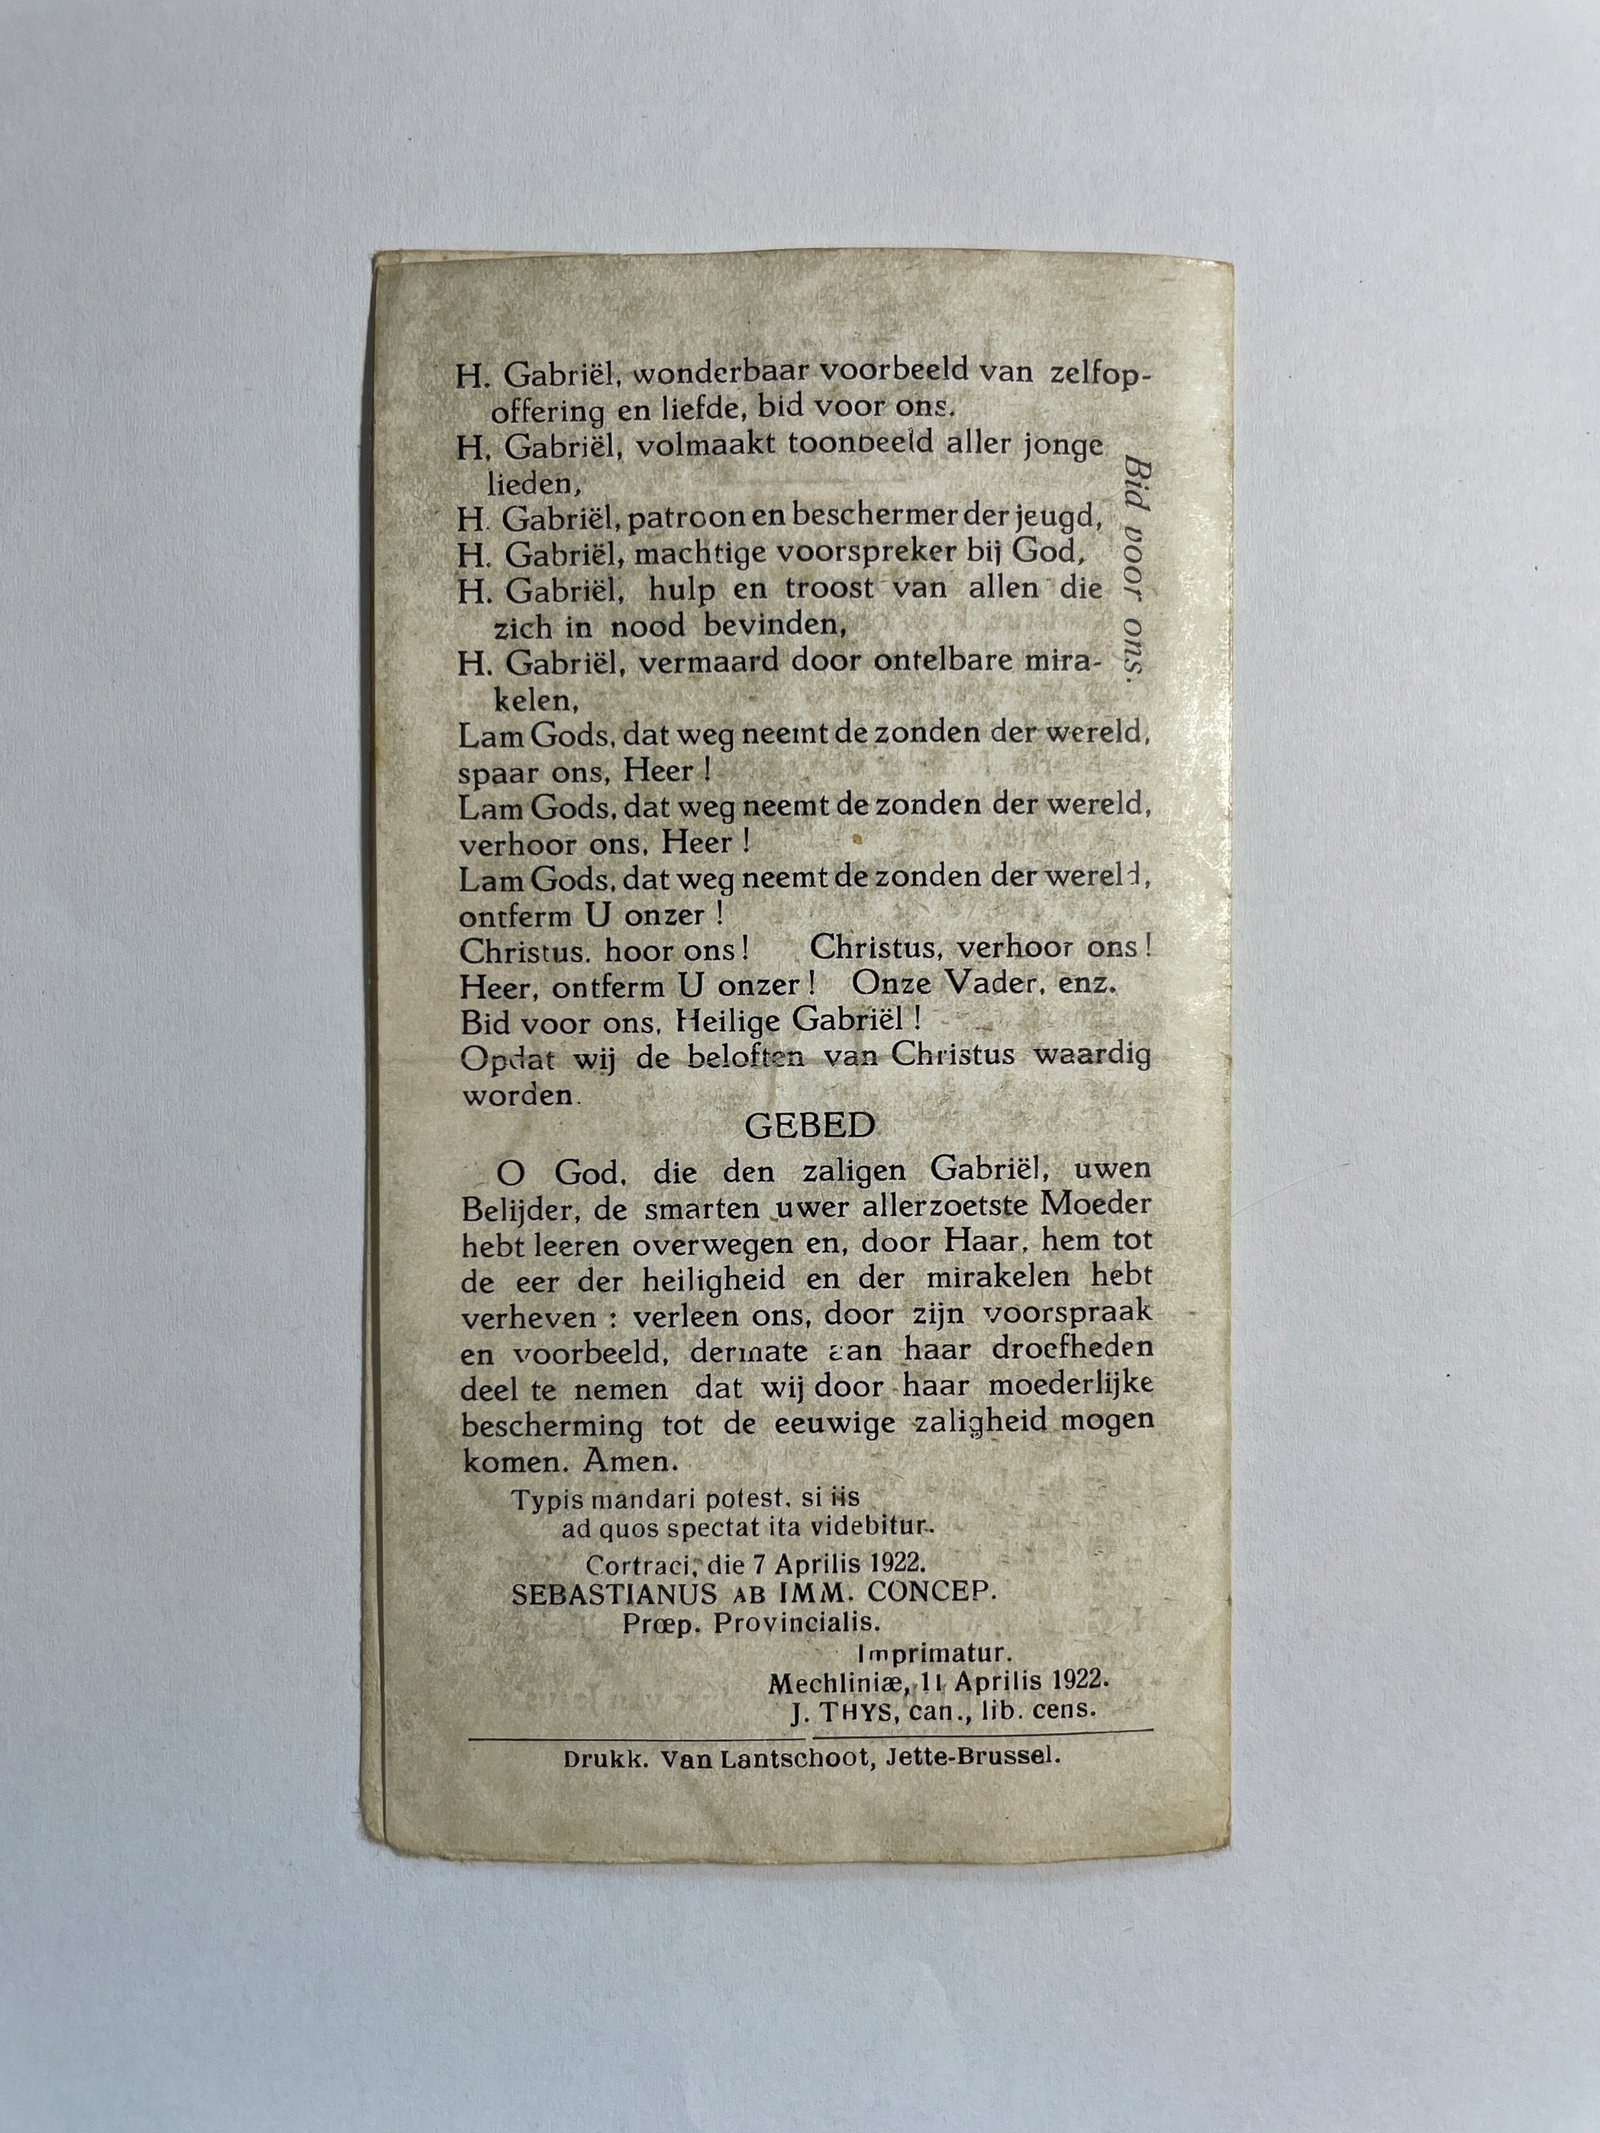 H. Gabriël, wonderbaar voorbeeld van zelfop-
offering en liefde, bid voor ons.
H. Gabriël, volmaakt toonbeeld aller jonge
lieden,
H. Gabriël, patroon en beschermer der jeugd,
H. Gabriël, machtige voorspreker bij God,
H. Gabriël, hulp en troost van allen die
zich in nood bevinden,
H. Gabriël, vermaard door ontelbare mira-
kelen,
Bid voor ons.
Lam Gods, dat weg neemt de zonden der wereld,
spaar ons, Heer !
Lam Gods, dat weg neemt de zonden der wereld,
verhoor ons, Heer !
Lam Gods, dat weg neemt de zonden der wereld,
ontferm U onzer !
Christus. hoor ons ! Christus, verhoor ons !
Heer, ontferm U onzer ! Onze Vader, enz.
Bid voor ons, Heilige Gabriël !
Opdat wij de beloften van Christus waardig
worden.
GEBED
O God, die den zaligen Gabriël, uwen
Belijder, de smarten uwer allerzoetste Moeder
hebt leeren overwegen en, door Haar, hem tot
de eer der heiligheid en der mirakelen hebt
verheven : verleen ons, door zijn voorspraak
en voorbeeld, dermate aan haar droefheden
deel te nemen dat wij door haar moederlijke
bescherming tot de eeuwige zaligheid mogen
komen. Amen.
Typis mandari potest, si iis
ad quos spectat ita videbitur.
Cortraci, die 7 Aprilis 1922.
SEBASTIANUS AB IMM. CONCEP.
Prœp. Provincialis.
Imprimatur.
Mechliniæ, 11 Aprilis 1922.
J. THYS, can., lib. cens.
Drukk. Van Lantschoot, Jette-Brussel.